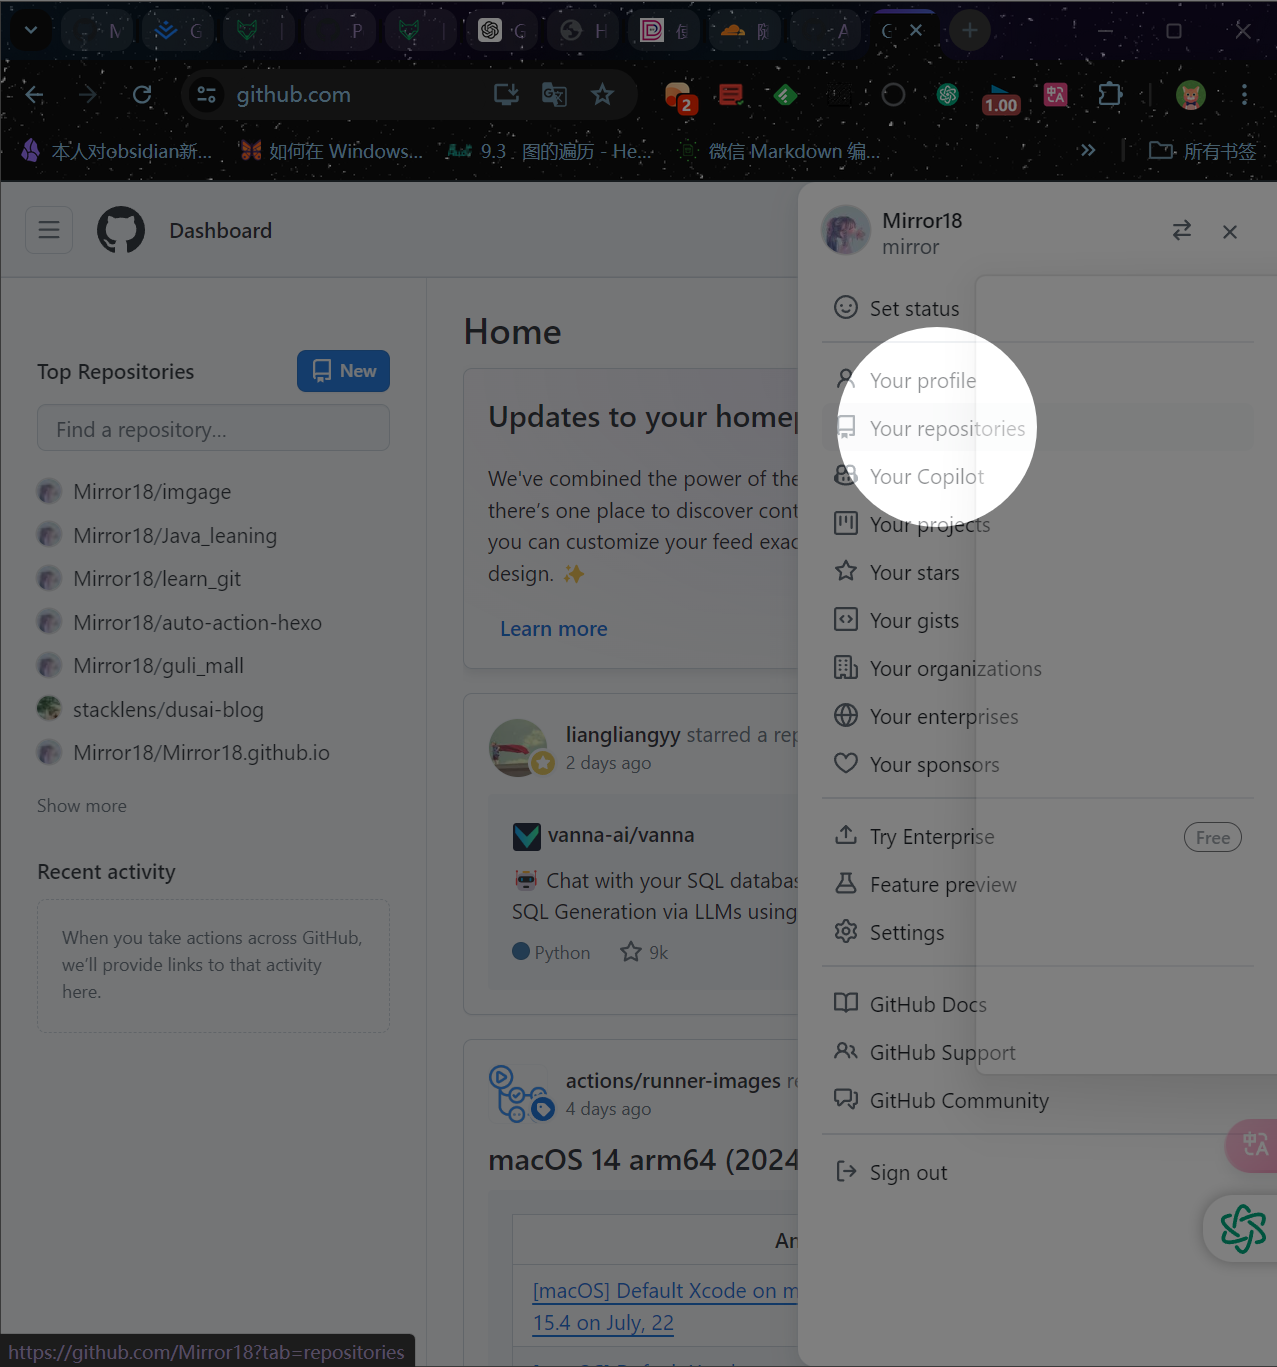 M
G
P
G
H
信
防
A
G
github.com
2
1.00
本人对obsidian新...
如何在 Windows...
9.3 图的遍历 - He...
微信 Markdown 编...
所有书签
Dashboard
Mirror18
mirror
Set status
Your profile
Your repositories
Your Copilot
Your projects
Your stars
Your gists
Your organizations
Your enterprises
Your sponsors
Try Enterprise
Free
Feature preview
Settings
GitHub Docs
GitHub Support
GitHub Community
Sign out
Top Repositories
New
Find a repository...
Mirror18/imgage
Mirror18/Java_leaning
Mirror18/learn_git
Mirror18/auto-action-hexo
Mirror18/guli_mall
stacklens/dusai-blog
Mirror18/Mirror18.github.io
Show more
Recent activity
When you take actions across GitHub,
we'll provide links to that activity
here.
Home
Updates to your homep
We've combined the power of the
there's one place to discover cont
you can customize your feed exac
design. ✨
Learn more
liangliangyy starred a rep
2 days ago
vanna-ai/vanna
🤖 Chat with your SQL databas
SQL Generation via LLMs using
Python
9k
actions/runner-images re
4 days ago
macOS 14 arm64 (2024
An
[macOS] Default Xcode on m
15.4 on July, 22
https://github.com/Mirror18?tab=repositories